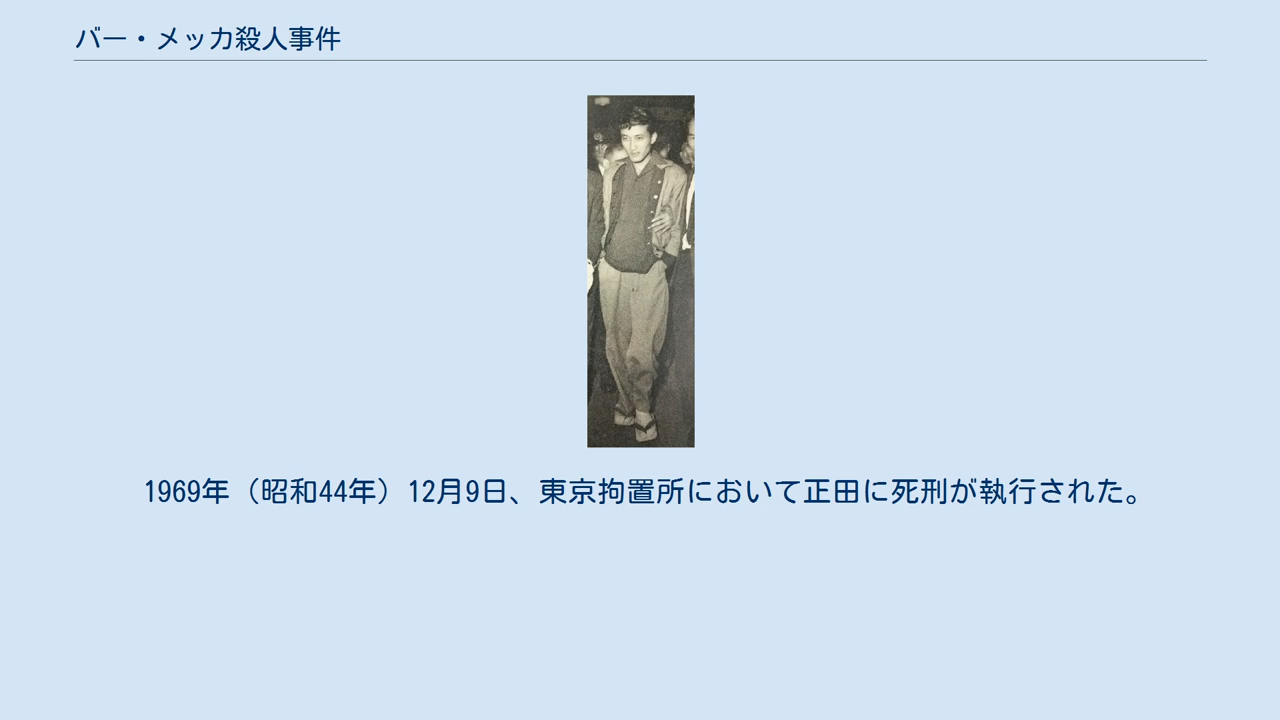 バー・メッカ殺人事件
1969年（昭和44年）12月9日、東京拘置所において正田に死刑が執行された。